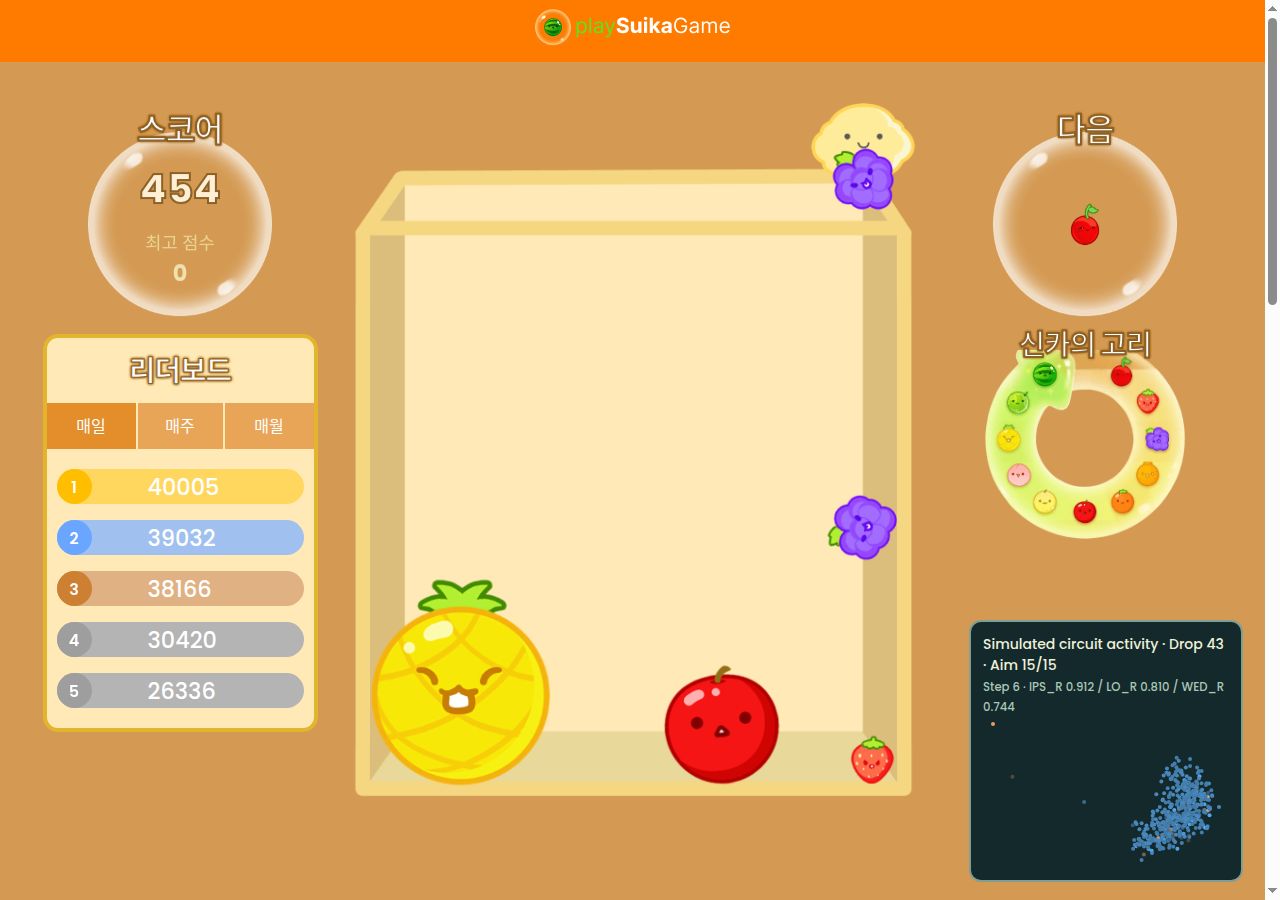 playSuikaGame
스코어
454
최고 점수
0
리더보드
매일 매주 매월
1 40005
2 39032
3 38166
4 30420
5 26336
다음
신카의 고리
Simulated circuit activity · Drop 43
· Aim 15/15
Step 6 · IPS_R 0.912 / LO_R 0.810 / WED_R
0.744